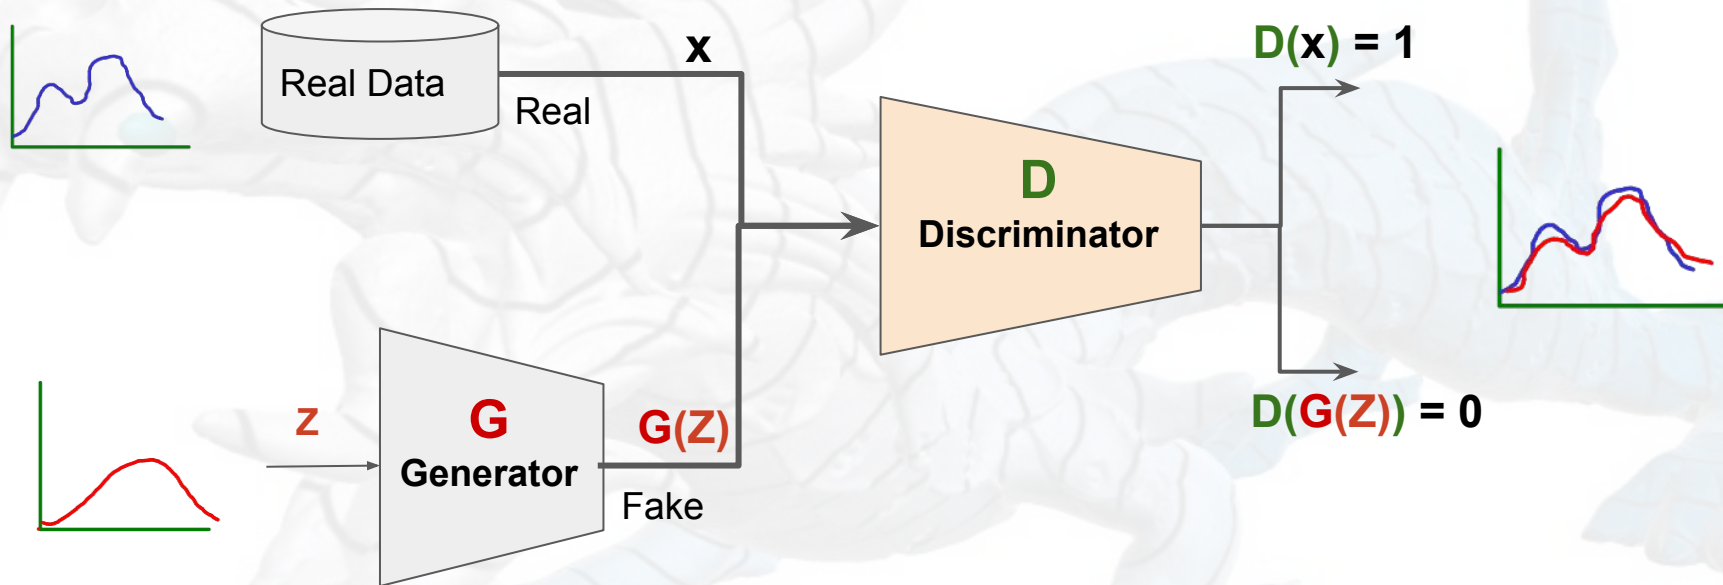 Real Data
x
Real
D(x) = 1
D
Discriminator
z
G
Generator
G(Z)
Fake
D(G(Z)) = 0